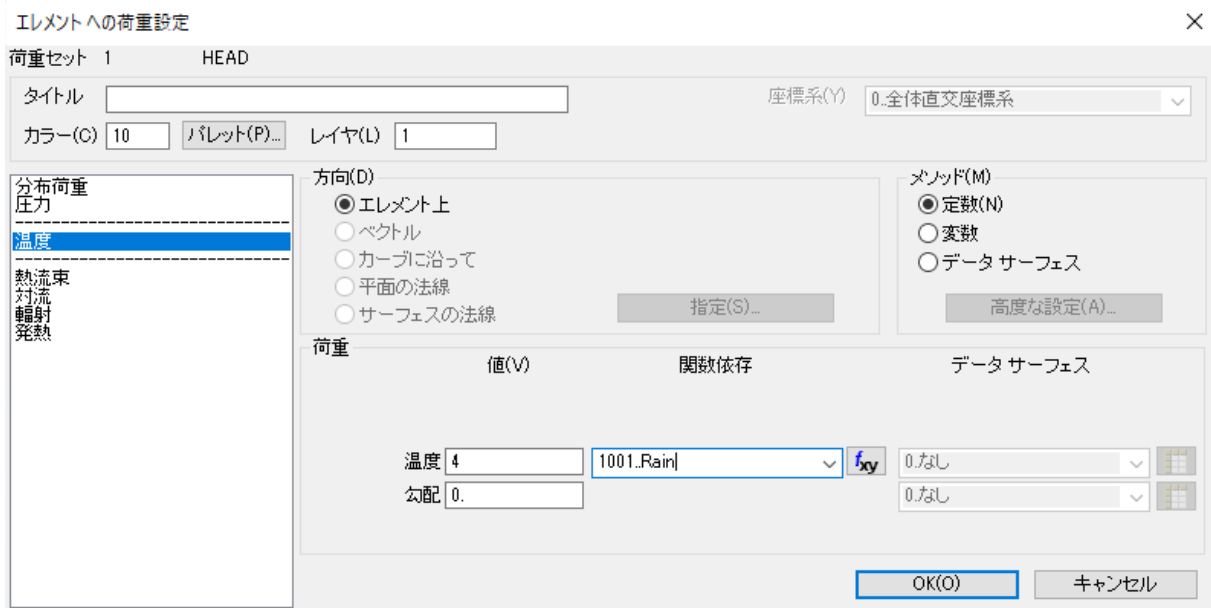 エレメントへの荷重設定
荷重セット 1 HEAD
タイトル
座標系(Y) 0..全体直交座標系
カラー(C) 10 パレット(P)... レイヤ(L) 1
分布荷重
圧力
温度
熱流束
対流
輻射
発熱
方向(D)
エレメント上
ベクトル
カーブに沿って
平面の法線
サーフェスの法線
指定(S)...
メソッド(M)
定数(N)
変数
データ サーフェス
高度な設定(A)...
荷重
値(V) 関数依存 データ サーフェス
温度 4 1001..Rain fxy 0..なし
勾配 0. 0..なし
OK(O) キャンセル